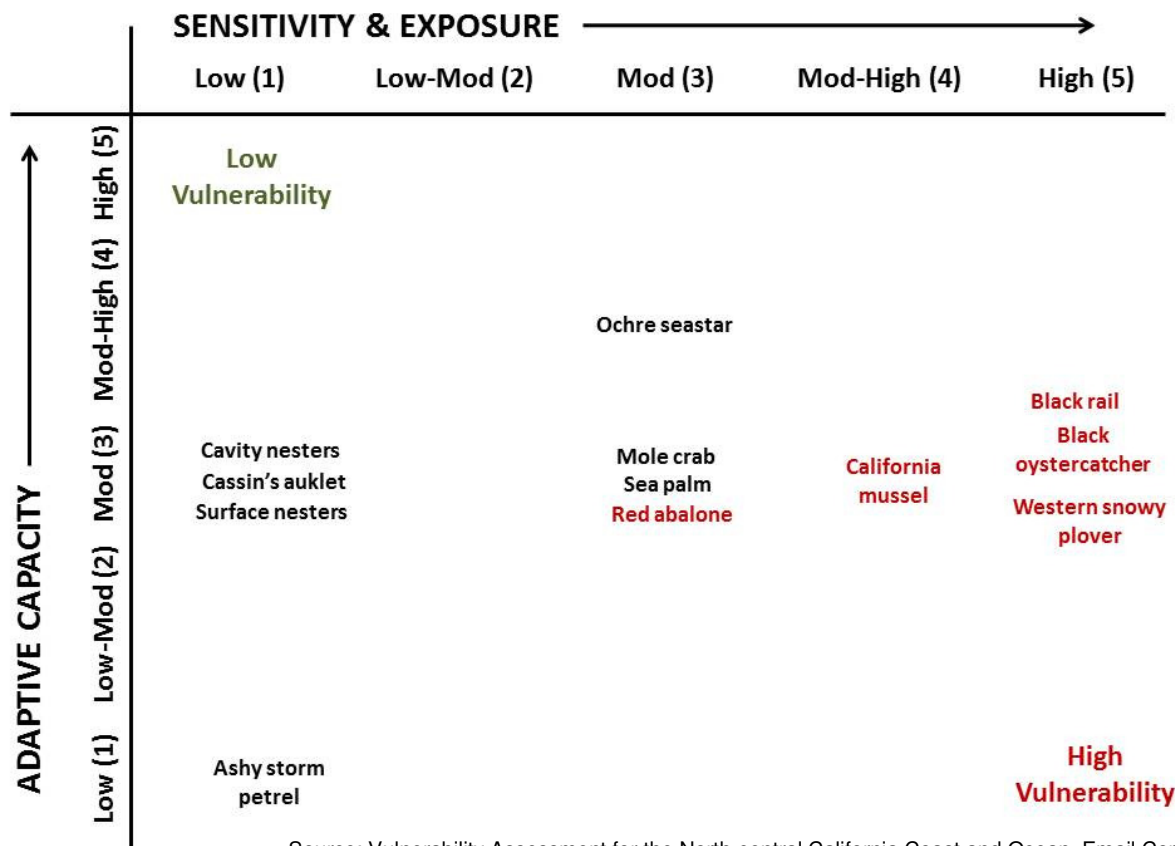 SENSITIVITY & EXPOSURE
Low (1) Low-Mod (2) Mod (3) Mod-High (4) High (5)
ADAPTIVE CAPACITY
High (5)
Low
Vulnerability
Mod-High (4)
Ochre seastar
Mod (3)
Cavity nesters
Cassin's auklet
Surface nesters
Mole crab
Sea palm
Red abalone
California
mussel
Black rail
Black
oystercatcher
Western snowy
plover
Low-Mod (2)
Low (1)
Ashy storm
petrel
High
Vulnerability
Source: Vulnerability Assessment for the North-central California Coast and Ocean, Email